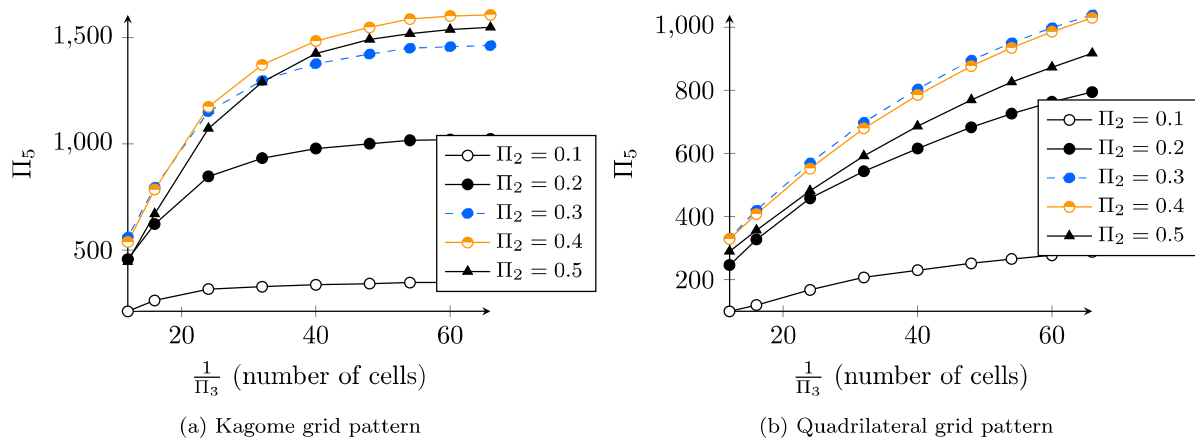 1,500
1,000
500
Π5
20
40
60
1/Π3 (number of cells)
Π2 = 0.1
Π2 = 0.2
Π2 = 0.3
Π2 = 0.4
Π2 = 0.5
(a) Kagome grid pattern
1,000
800
600
400
200
Π5
20
40
60
1/Π3 (number of cells)
Π2 = 0.1
Π2 = 0.2
Π2 = 0.3
Π2 = 0.4
Π2 = 0.5
(b) Quadrilateral grid pattern